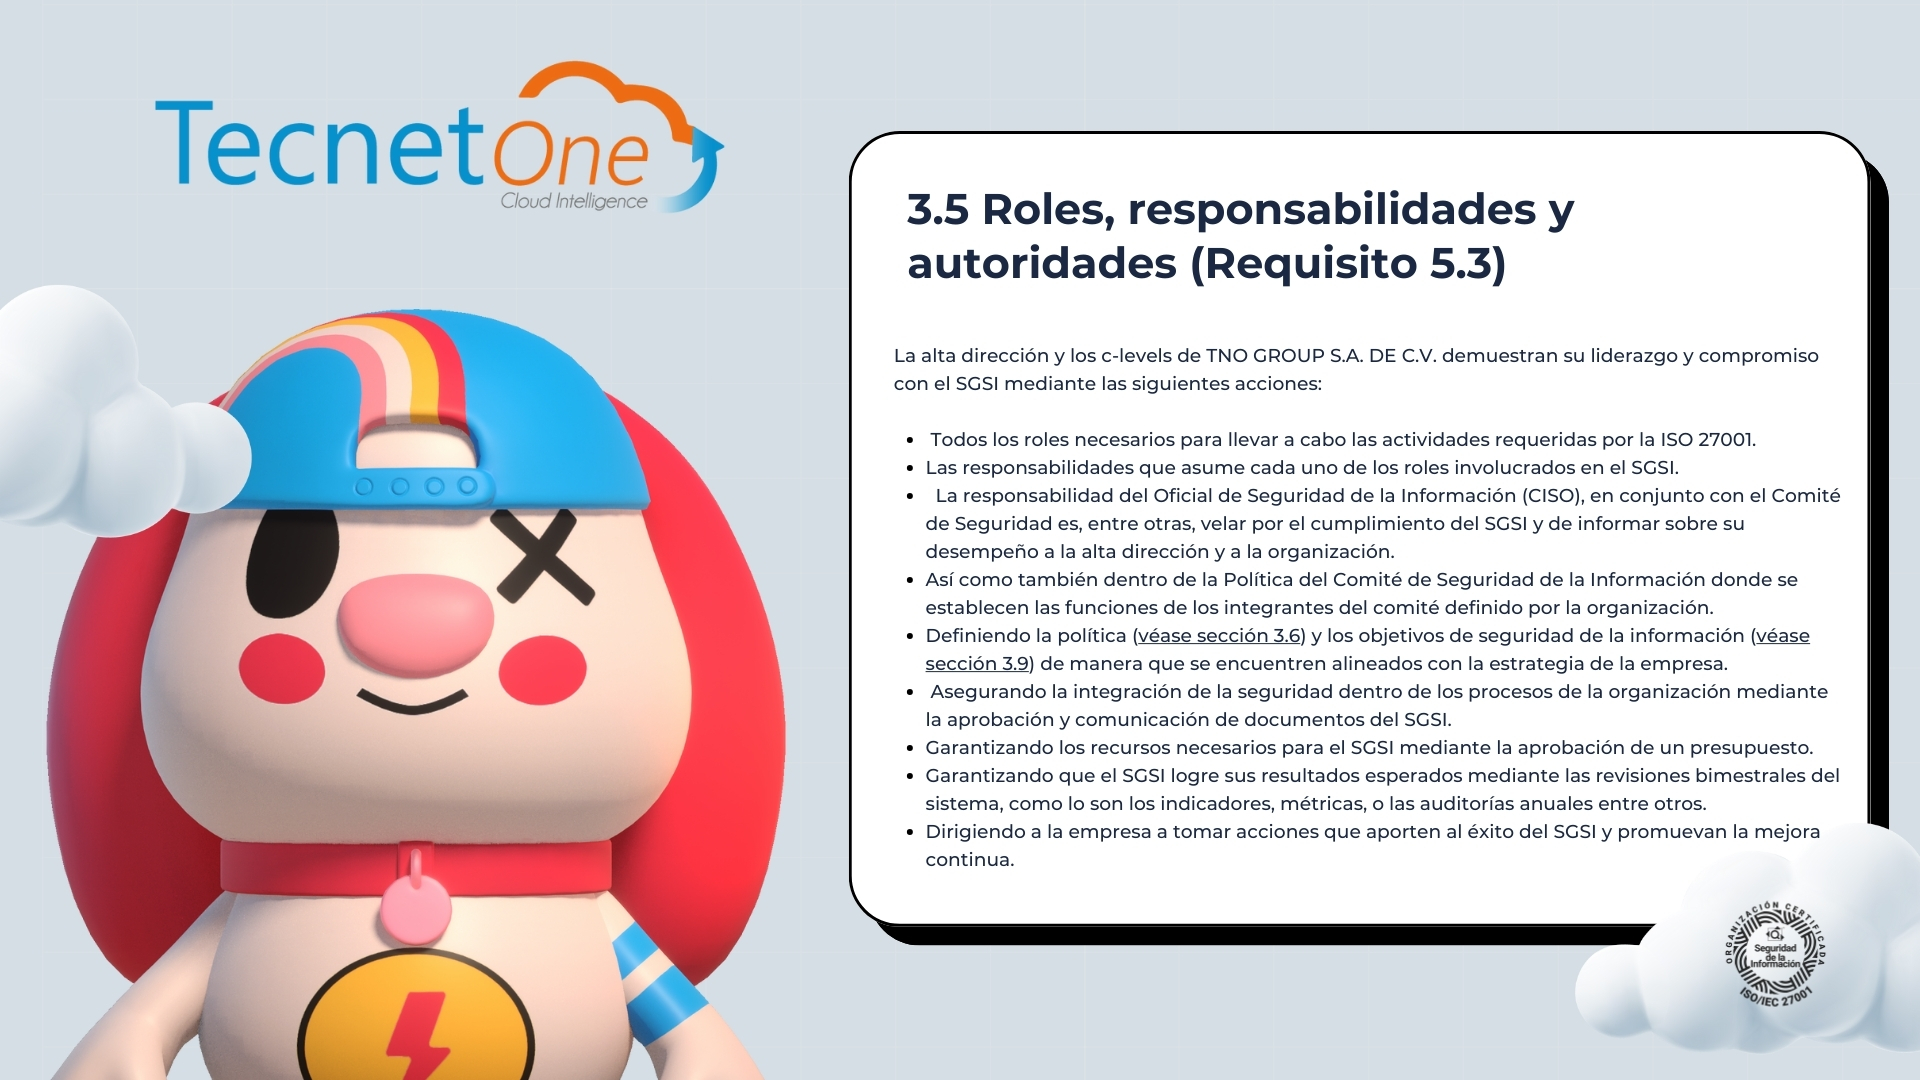 TecnetOne
Cloud Intelligence
3.5 Roles, responsabilidades y
autoridades (Requisito 5.3)
La alta dirección y los c-levels de TNO GROUP S.A. DE C.V. demuestran su liderazgo y compromiso
con el SGSI mediante las siguientes acciones:
• Todos los roles necesarios para llevar a cabo las actividades requeridas por la ISO 27001.
• Las responsabilidades que asume cada uno de los roles involucrados en el SGSI.
• La responsabilidad del Oficial de Seguridad de la Información (CISO), en conjunto con el Comité
de Seguridad es, entre otras, velar por el cumplimiento del SGSI y de informar sobre su
desempeño a la alta dirección y a la organización.
• Así como también dentro de la Política del Comité de Seguridad de la Información donde se
establecen las funciones de los integrantes del comité definido por la organización.
• Definiendo la política (véase sección 3.6) y los objetivos de seguridad de la información (véase
sección 3.9) de manera que se encuentren alineados con la estrategia de la empresa.
• Asegurando la integración de la seguridad dentro de los procesos de la organización mediante
la aprobación y comunicación de documentos del SGSI.
• Garantizando los recursos necesarios para el SGSI mediante la aprobación de un presupuesto.
• Garantizando que el SGSI logre sus resultados esperados mediante las revisiones bimestrales del
sistema, como lo son los indicadores, métricas, o las auditorías anuales entre otros.
• Dirigiendo a la empresa a tomar acciones que aporten al éxito del SGSI y promuevan la mejora
continua.
ORGANIZACIÓN CERTIFICADA
Seguridad
de la
Información
ISO/IEC 27001